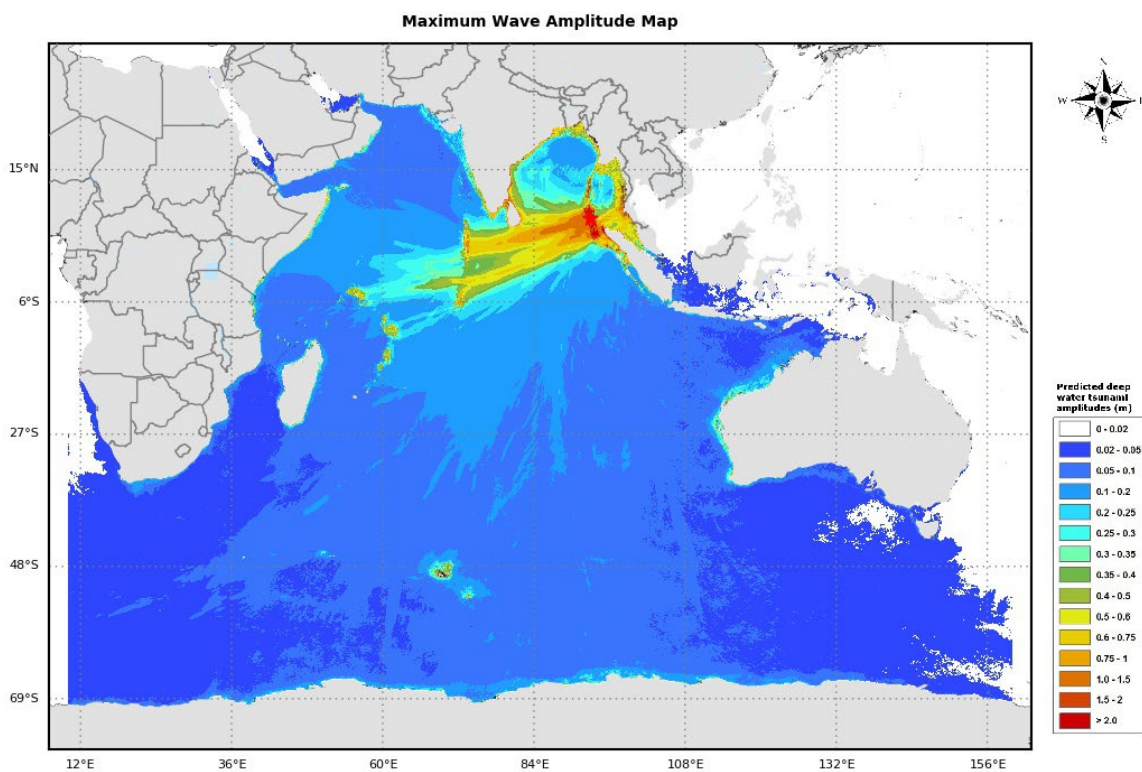 Maximum Wave Amplitude Map
N
W
S
15°N
6°S
27°S
48°S
69°S
12°E
36°E
60°E
84°E
108°E
132°E
156°E
Predicted deep
water tsunami
amplitudes (m)
0 - 0.02
0.02 - 0.05
0.05 - 0.1
0.1 - 0.2
0.2 - 0.25
0.25 - 0.3
0.3 - 0.35
0.35 - 0.4
0.4 - 0.5
0.5 - 0.6
0.6 - 0.75
0.75 - 1
1.0 - 1.5
1.5 - 2
> 2.0